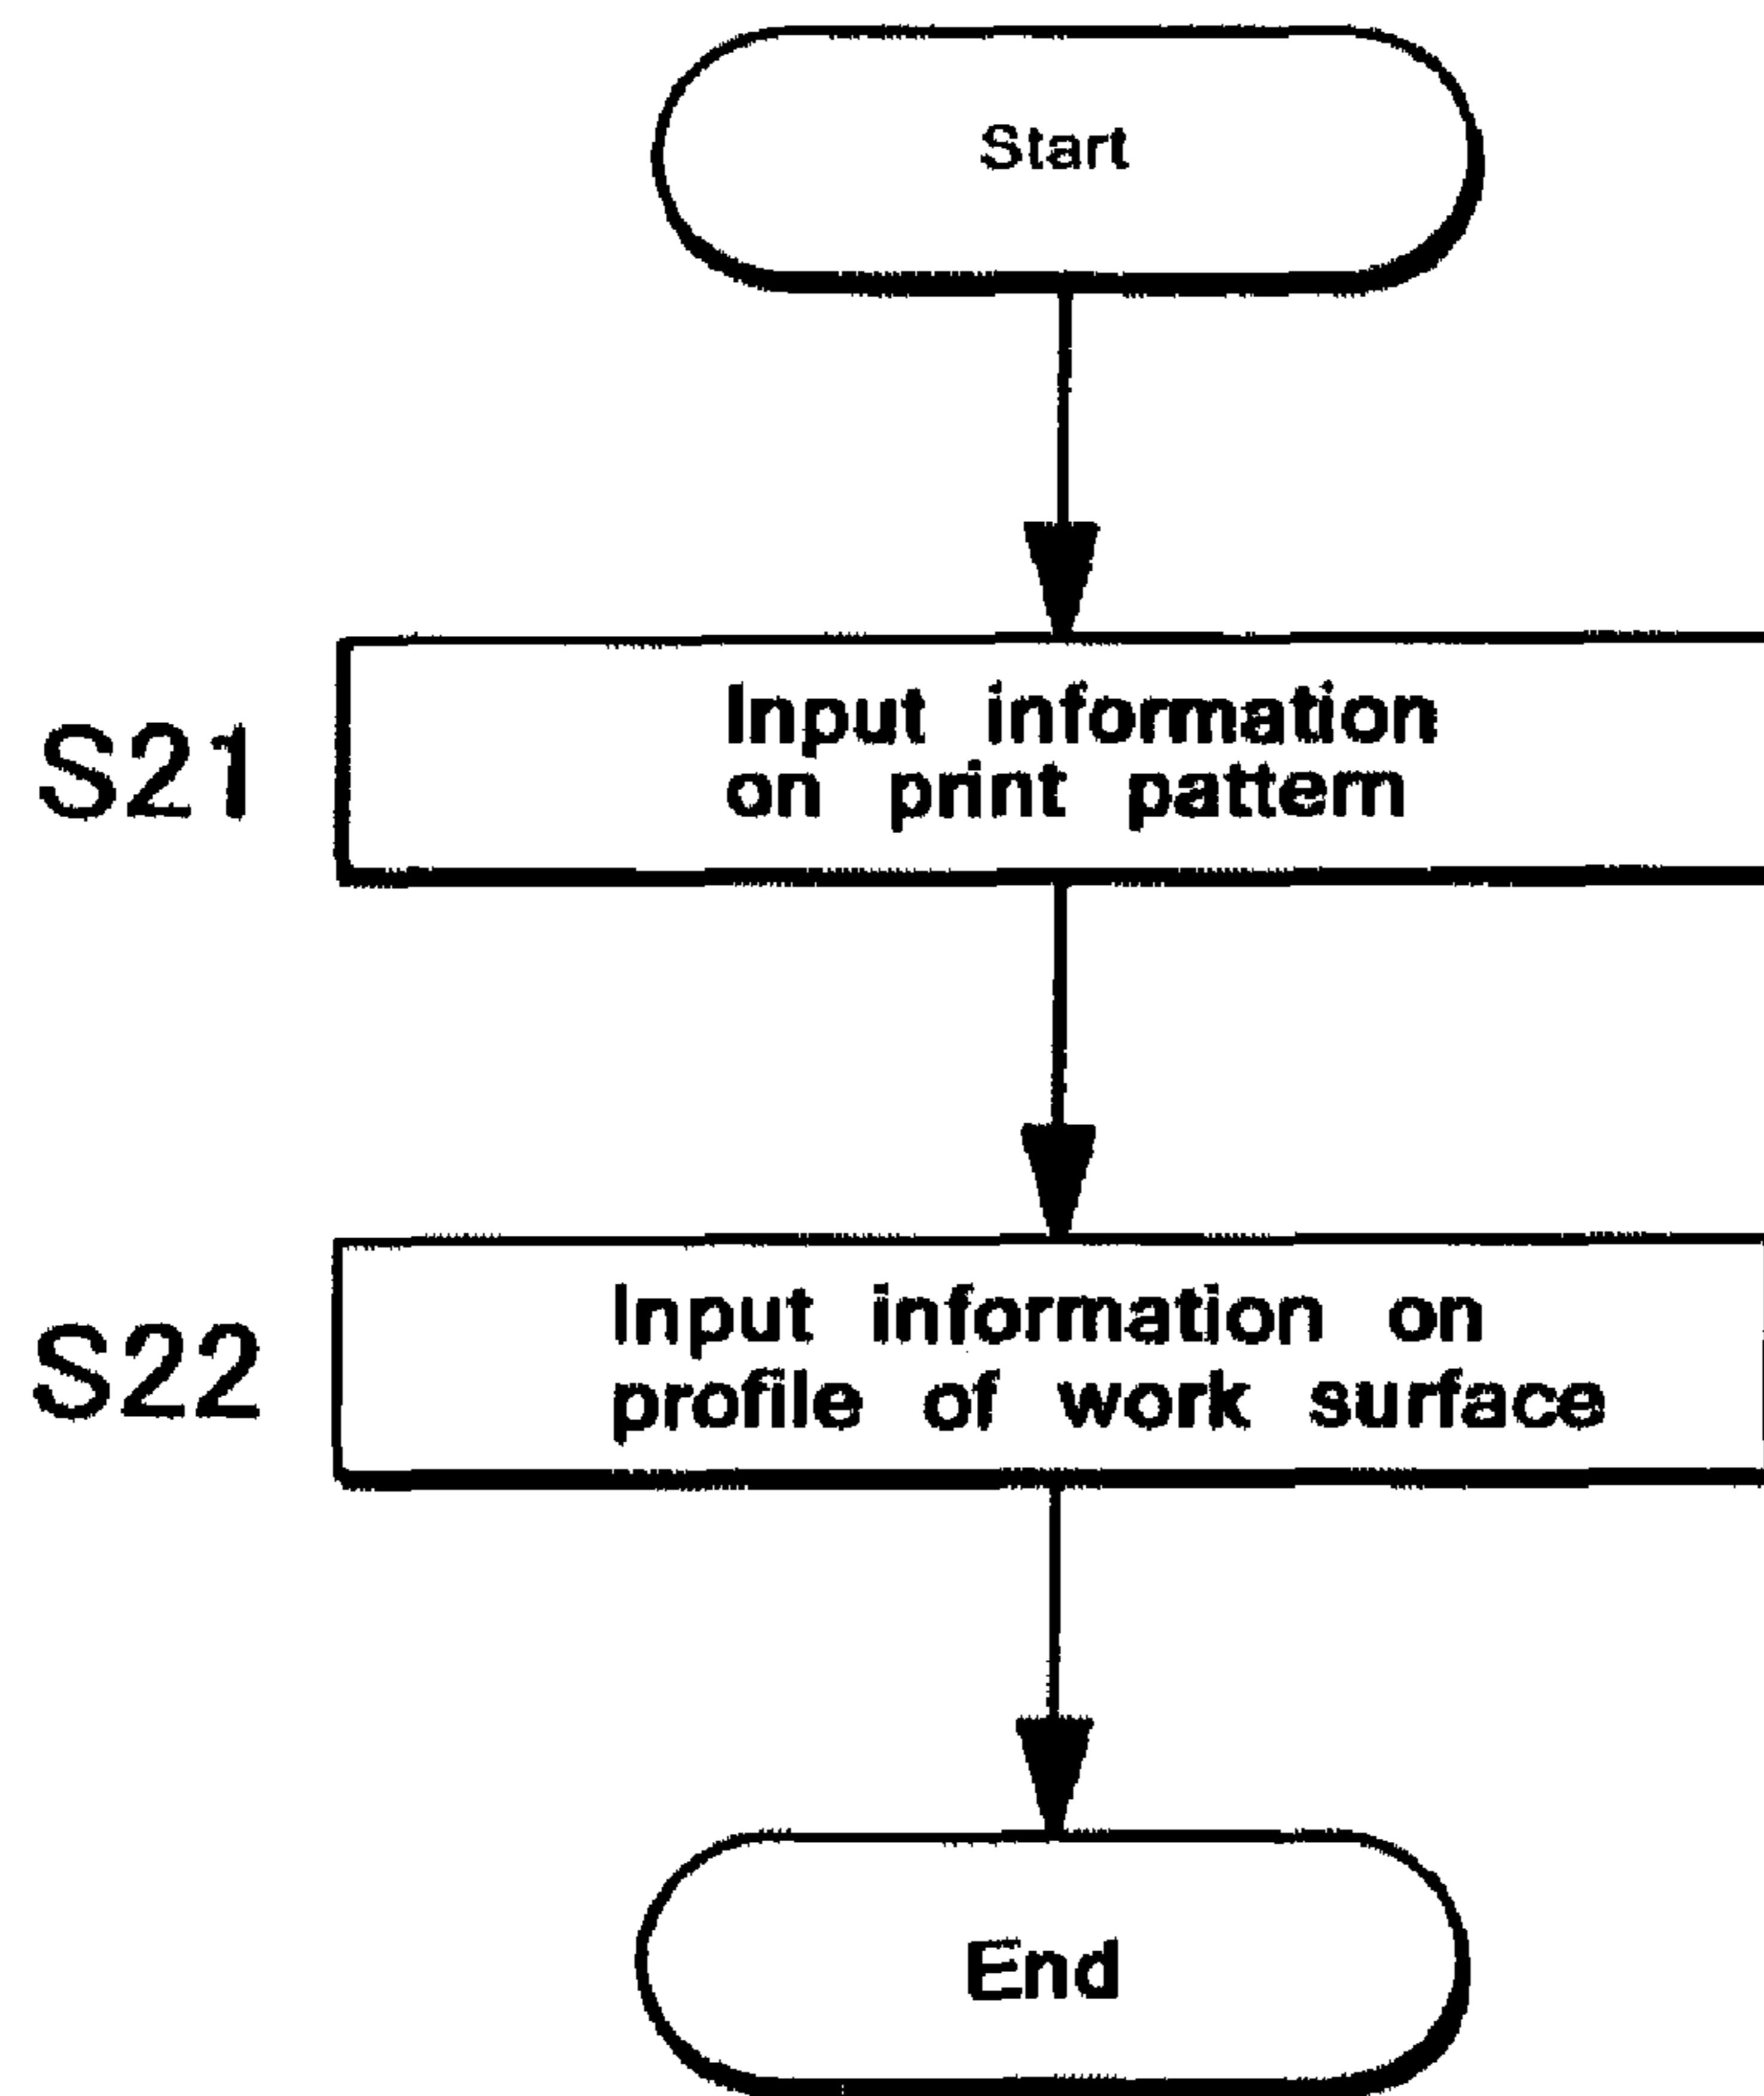 Start
S21
Input information
on print pattern
S22
Input information on
profile of work surface
End